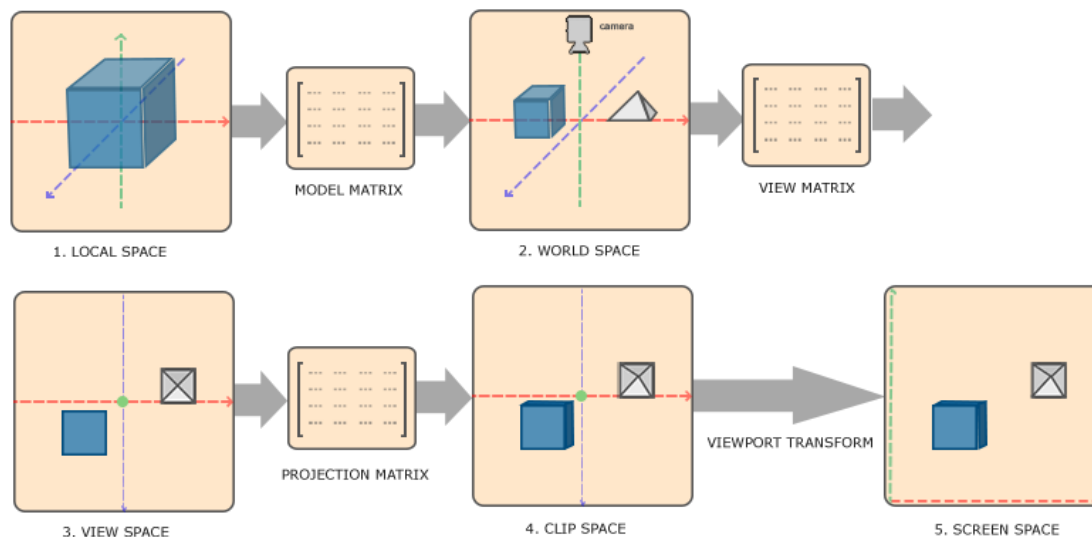 camera
MODEL MATRIX
VIEW MATRIX
1. LOCAL SPACE
2. WORLD SPACE
PROJECTION MATRIX
VIEWPORT TRANSFORM
3. VIEW SPACE
4. CLIP SPACE
5. SCREEN SPACE